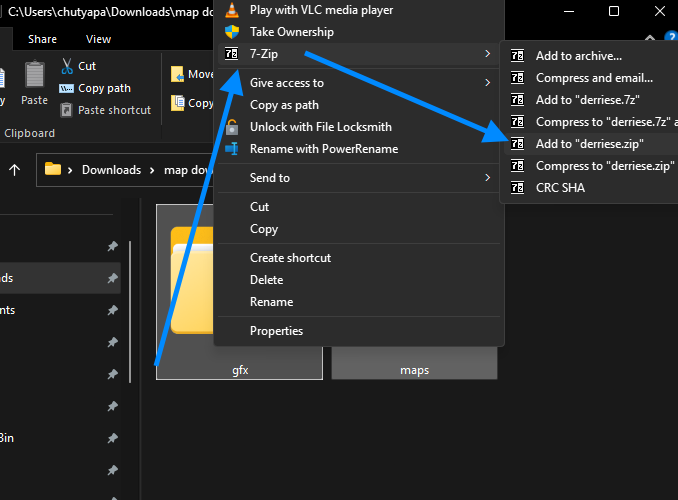 C:\Users\chutyapa\Downloads\map do
Share
View
Paste
Cut
Copy path
Paste shortcut
Move
Copy
Clipboard
Downloads
map dow
Play with VLC media player
Take Ownership
7-Zip
Give access to
Copy as path
Unlock with File Locksmith
Rename with PowerRename
Send to
Cut
Copy
Create shortcut
Delete
Rename
Properties
Add to archive...
Compress and email...
Add to "derriese.7z"
Compress to "derriese.7z" a
Add to "derriese.zip"
Compress to "derriese.zip"
CRC SHA
ds
nts
Bin
gfx
maps